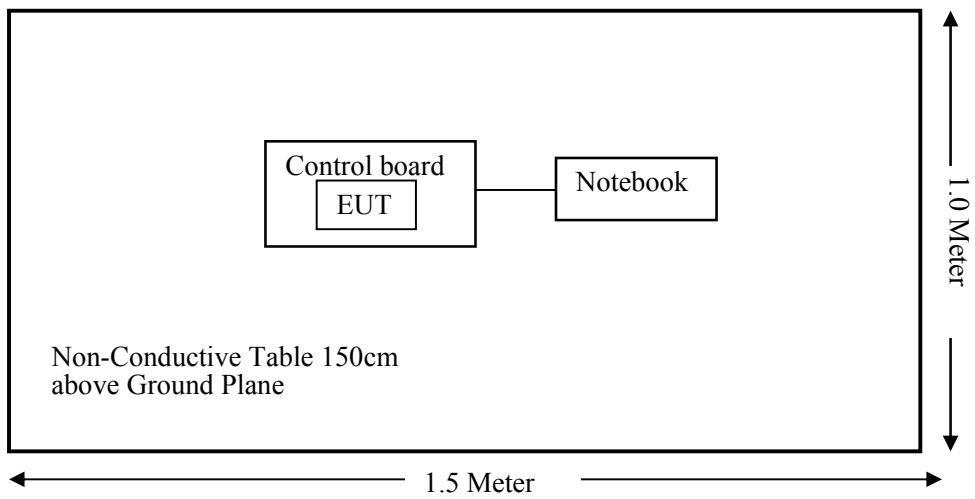 Control board
EUT
Notebook
1.0 Meter
Non-Conductive Table 150cm
above Ground Plane
1.5 Meter